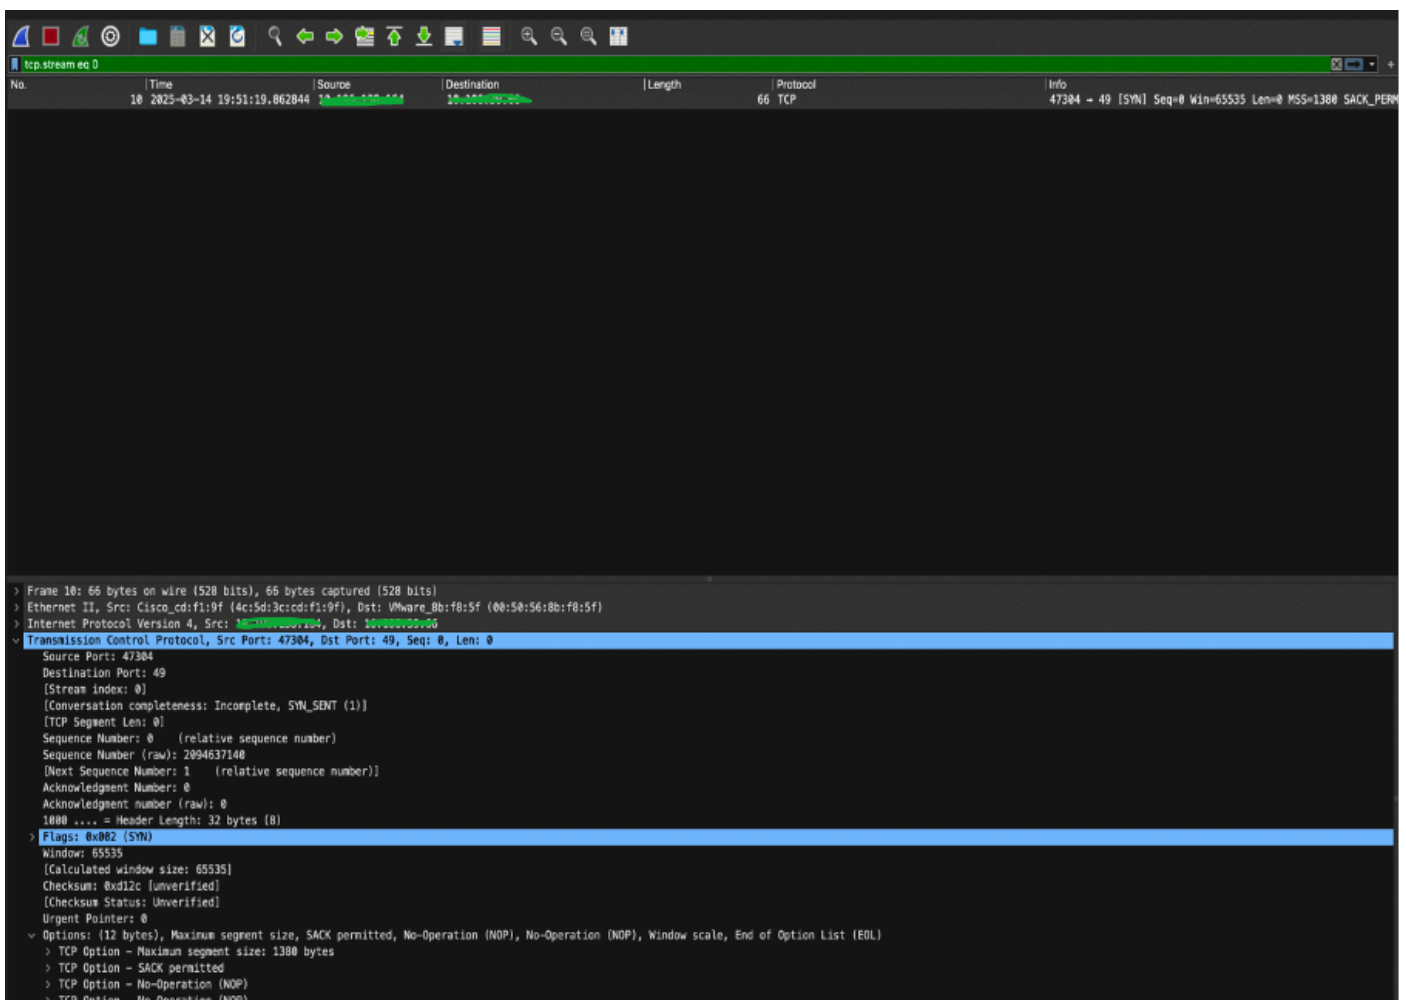 tcp.stream eq 0
No. Time Source Destination Length Protocol Info
10 2025-03-14 19:51:19.862844 66 TCP 47304 → 49 [SYN] Seq=0 Win=65535 Len=0 MSS=1380 SACK_PERM
Frame 10: 66 bytes on wire (528 bits), 66 bytes captured (528 bits)
Ethernet II, Src: Cisco_cd:f1:9f (4c:5d:3c:cd:f1:9f), Dst: VMware_8b:f8:5f (00:50:56:8b:f8:5f)
Internet Protocol Version 4, Src: , Dst:
Transmission Control Protocol, Src Port: 47304, Dst Port: 49, Seq: 0, Len: 0
Source Port: 47304
Destination Port: 49
[Stream index: 0]
[Conversation completeness: Incomplete, SYN_SENT (1)]
[TCP Segment Len: 0]
Sequence Number: 0 (relative sequence number)
Sequence Number (raw): 2094637140
[Next Sequence Number: 1 (relative sequence number)]
Acknowledgment Number: 0
Acknowledgment number (raw): 0
1000 .... = Header Length: 32 bytes (8)
Flags: 0x002 (SYN)
Window: 65535
[Calculated window size: 65535]
Checksum: 0xd12c [unverified]
[Checksum Status: Unverified]
Urgent Pointer: 0
Options: (12 bytes), Maximum segment size, SACK permitted, No-Operation (NOP), No-Operation (NOP), Window scale, End of Option List (EOL)
TCP Option - Maximum segment size: 1380 bytes
TCP Option - SACK permitted
TCP Option - No-Operation (NOP)
TCP Option - No-Operation (NOP)